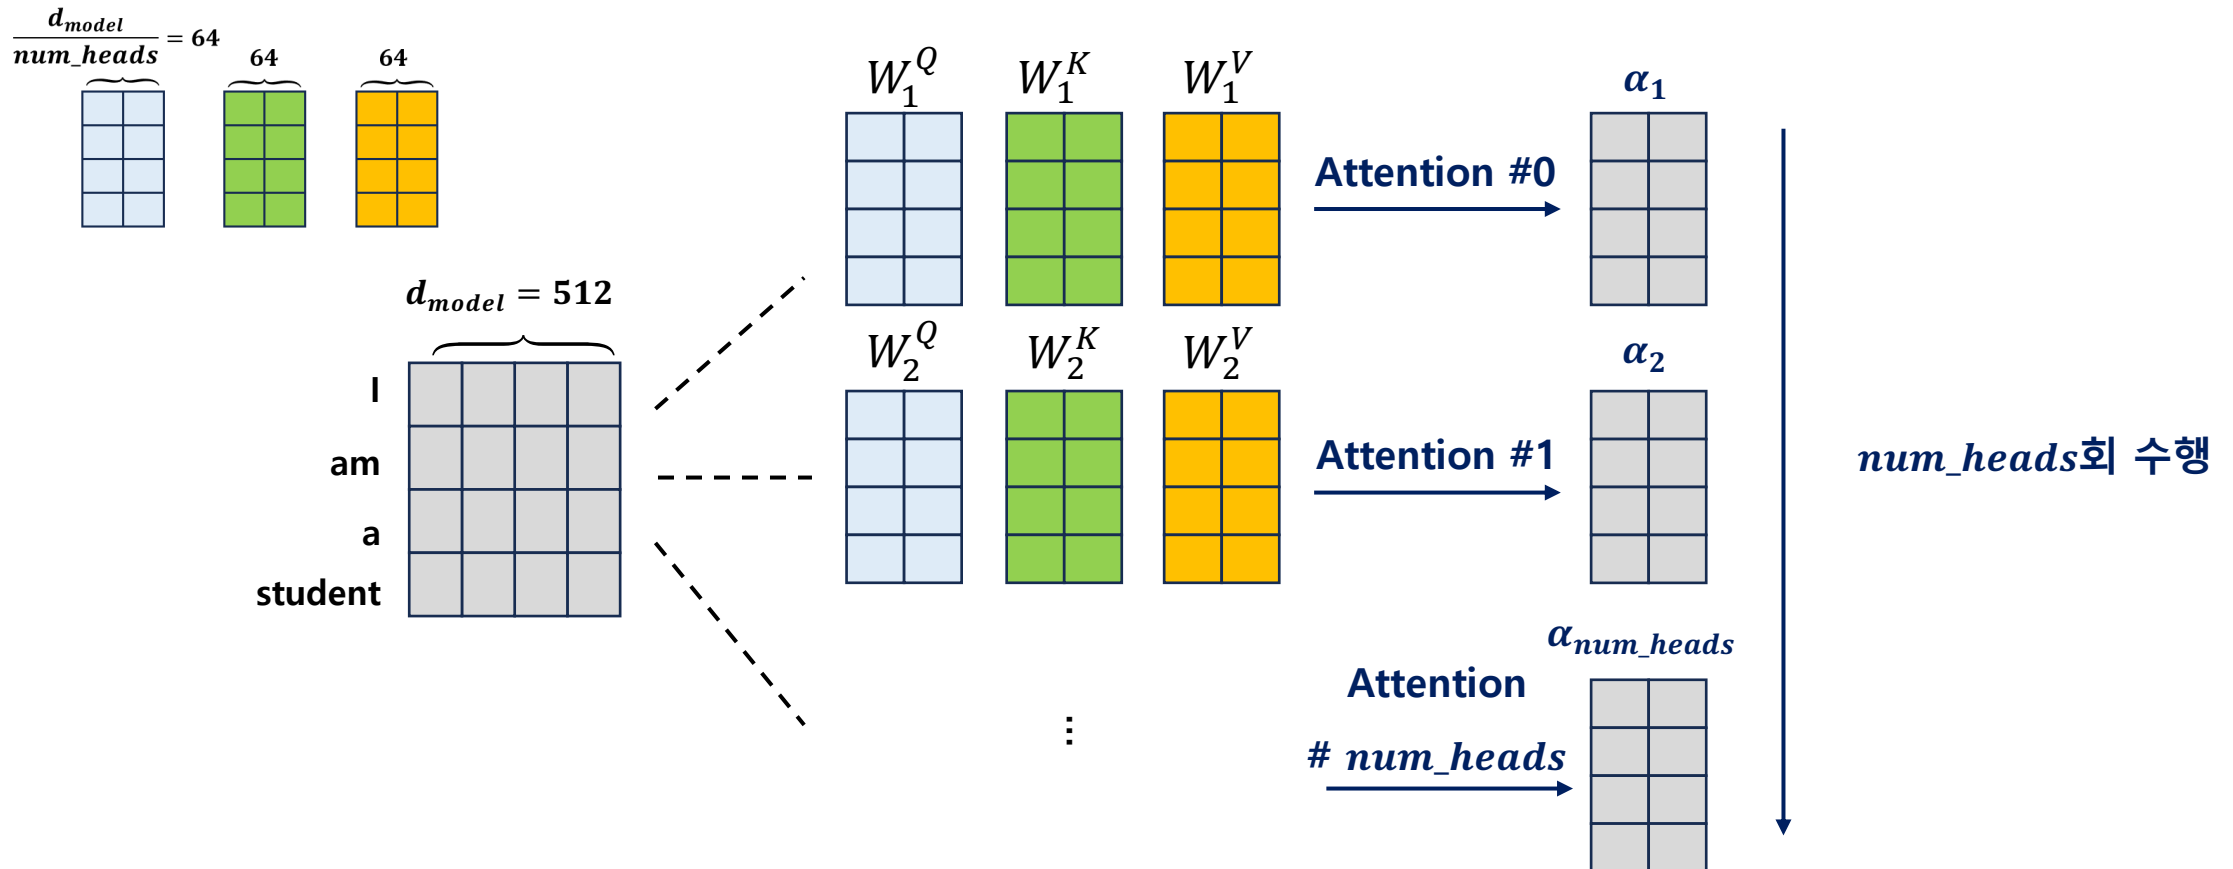 d_model / num_heads = 64
64
64
d_model = 512
I
am
a
student
W_1^Q
W_1^K
W_1^V
Attention #0
α_1
W_2^Q
W_2^K
W_2^V
Attention #1
α_2
⋮
Attention
# num_heads
α_num_heads
num_heads회 수행